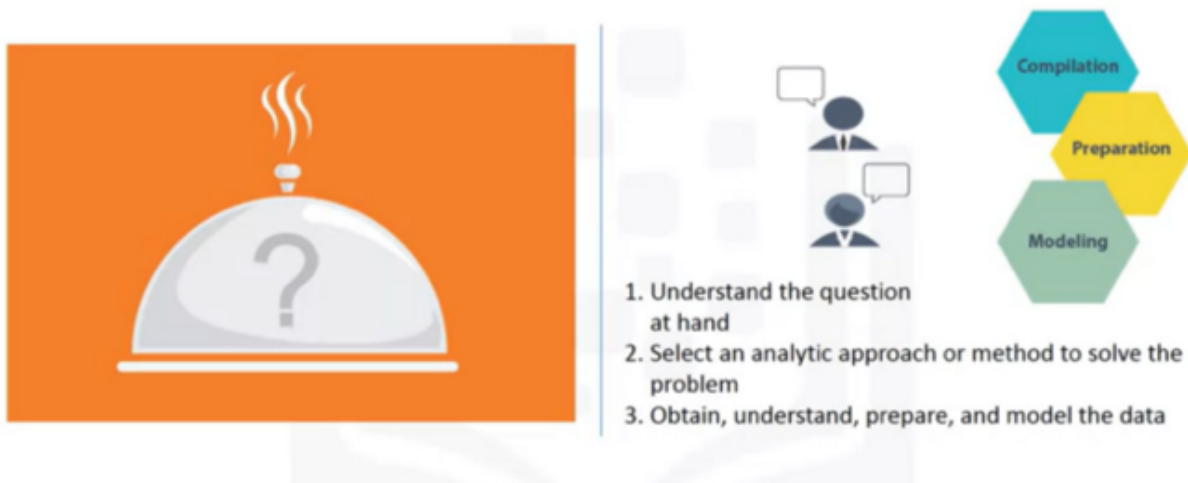 ?
Compilation
Preparation
Modeling
1. Understand the question
at hand
2. Select an analytic approach or method to solve the
problem
3. Obtain, understand, prepare, and model the data